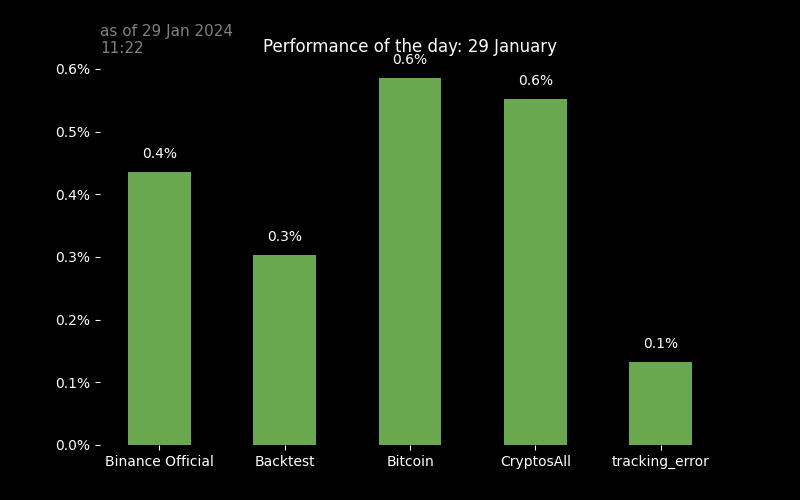 as of 29 Jan 2024
11:22
Performance of the day: 29 January
0.6%
0.5%
0.4%
0.3%
0.2%
0.1%
0.0%
0.4%
0.3%
0.6%
0.6%
0.1%
Binance Official
Backtest
Bitcoin
CryptosAll
tracking_error